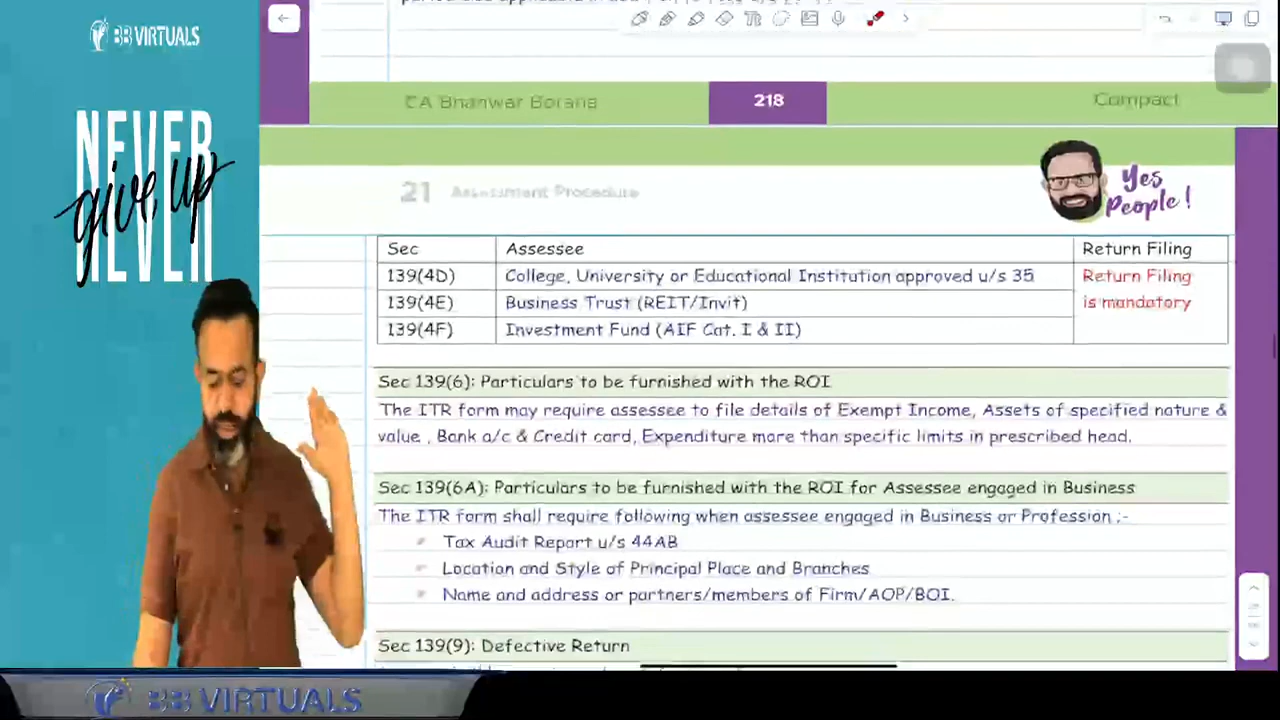 BB VIRTUALS
NEVER
give up
NEVER
CA Bhanwar Borana
218
Compact
21 Assessment Procedure
Yes
People!
Sec Assessee Return Filing
139(4D) College, University or Educational Institution approved u/s 35 Return Filing
139(4E) Business Trust (REIT/Invit) is mandatory
139(4F) Investment Fund (AIF Cat. I & II)
Sec 139(6): Particulars to be furnished with the ROI
The ITR form may require assessee to file details of Exempt Income, Assets of specified nature &
value , Bank a/c & Credit card, Expenditure more than specific limits in prescribed head.
Sec 139(6A): Particulars to be furnished with the ROI for Assessee engaged in Business
The ITR form shall require following when assessee engaged in Business or Profession :-
Tax Audit Report u/s 44AB
Location and Style of Principal Place and Branches
Name and address or partners/members of Firm/AOP/BOI.
Sec 139(9): Defective Return
BB VIRTUALS